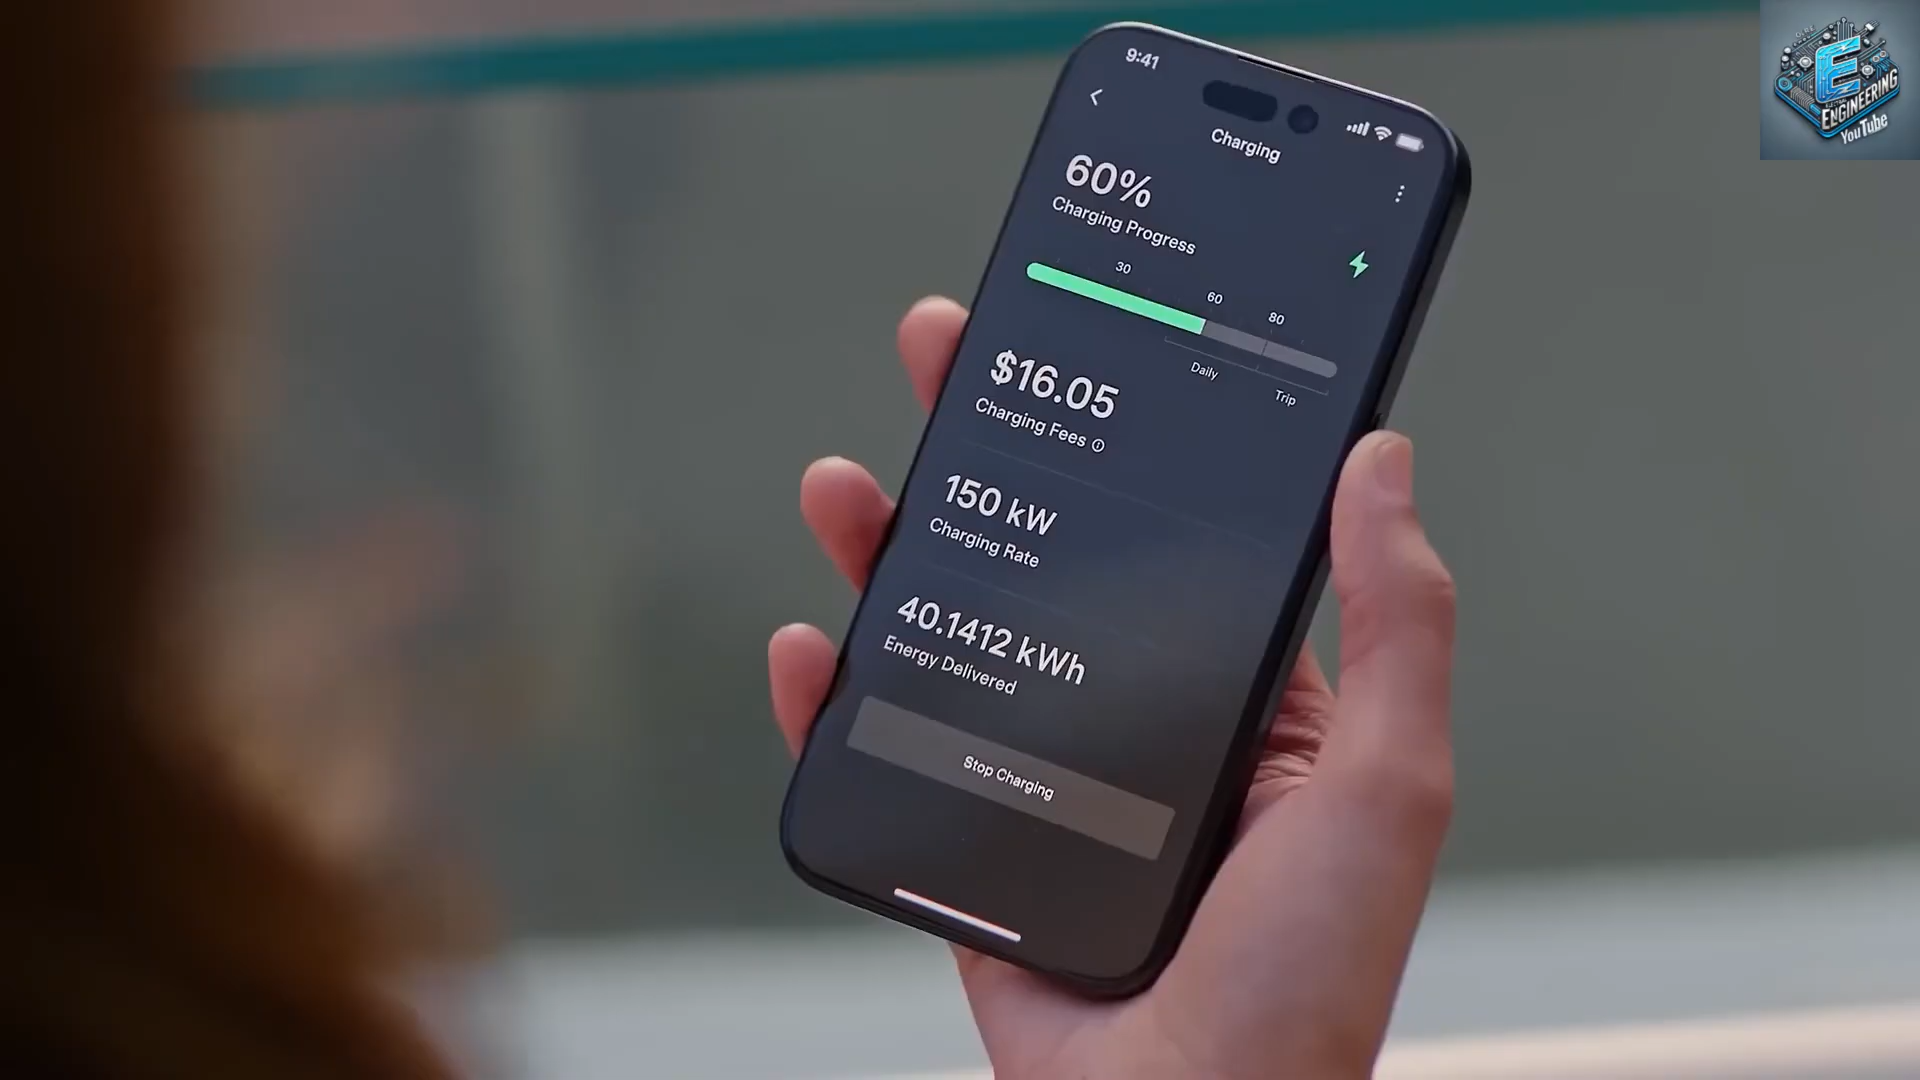 9:41
Charging
60%
Charging Progress
30
60
80
Daily
Trip
$16.05
Charging Fees
150 kW
Charging Rate
40.1412 kWh
Energy Delivered
Stop Charging
E
ENGINEERING
YouTube